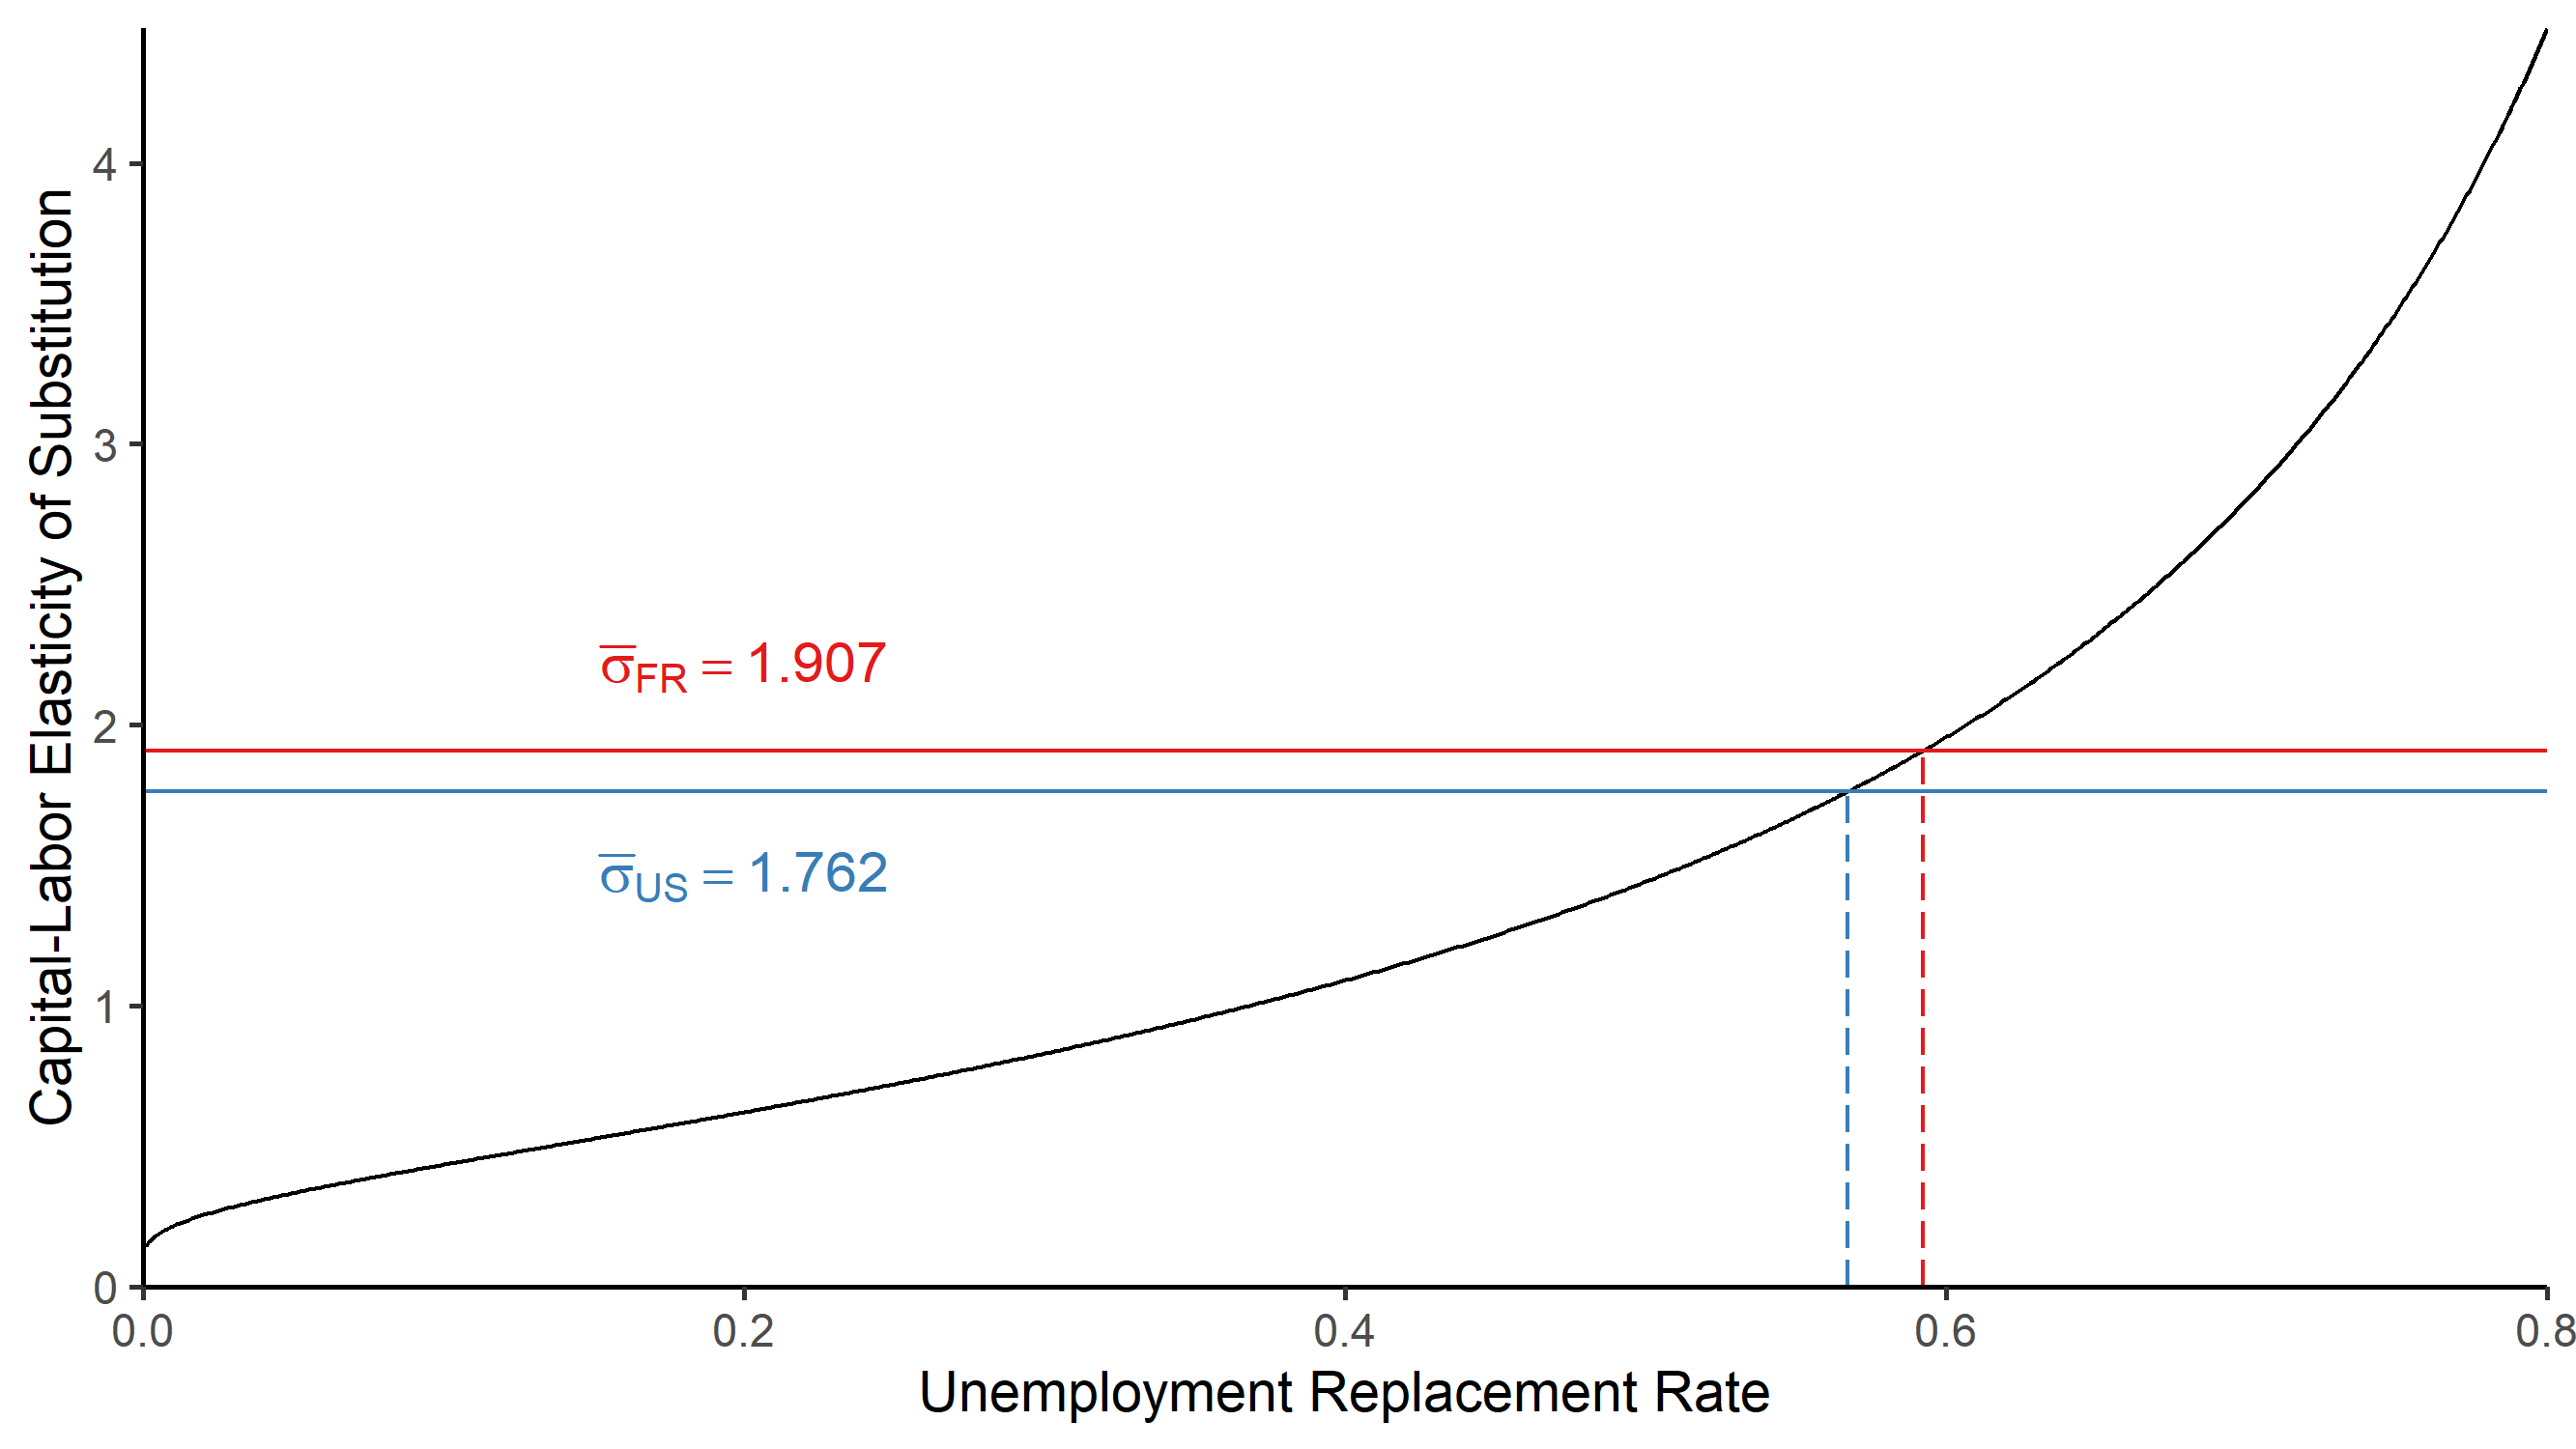 Capital-Labor Elasticity of Substitution
4
3
2
1
0
σ̅FR = 1.907
σ̅US = 1.762
0.0 0.2 0.4 0.6 0.8
Unemployment Replacement Rate